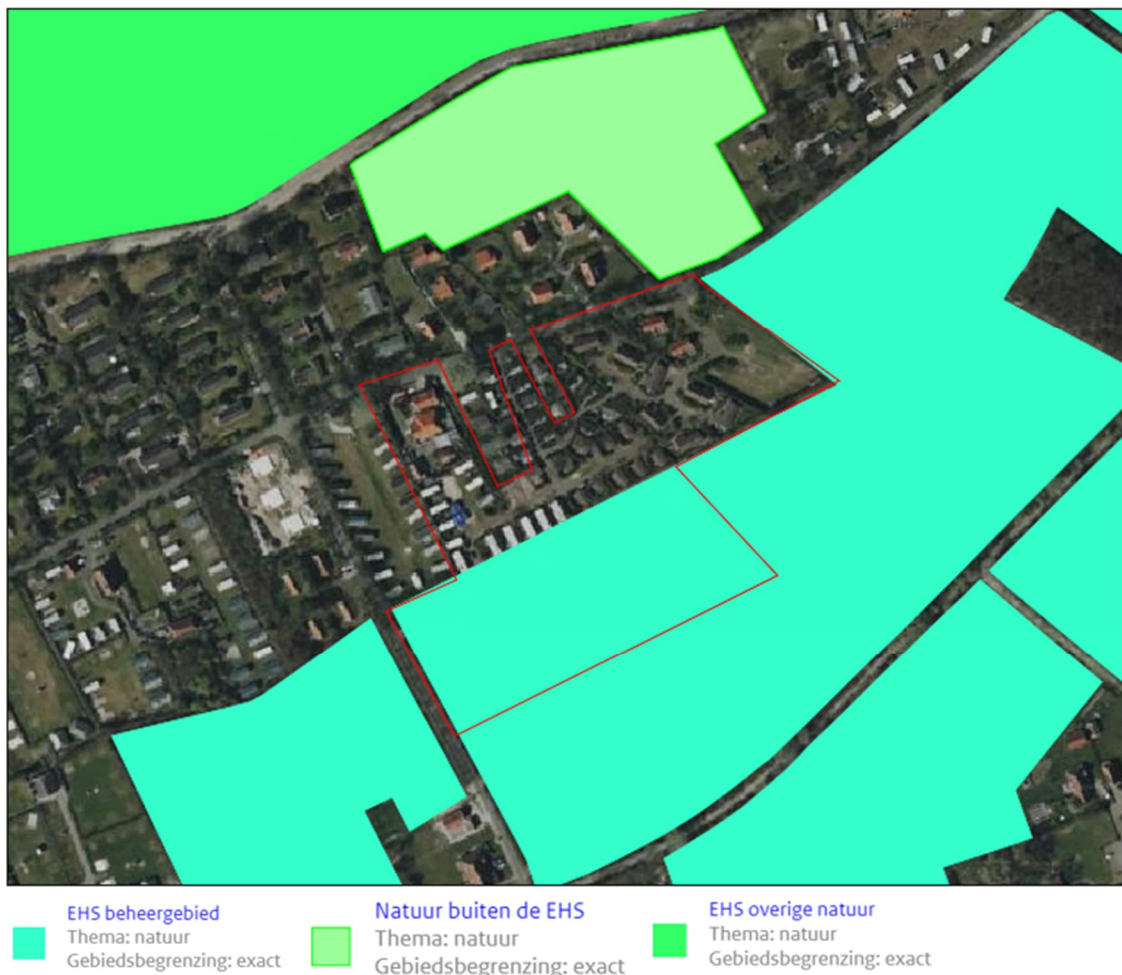 EHS beheergebied
Thema: natuur
Gebiedsbegrenzing: exact
Natuur buiten de EHS
Thema: natuur
Gebiedsbegrenzing: exact
EHS overige natuur
Thema: natuur
Gebiedsbegrenzing: exact